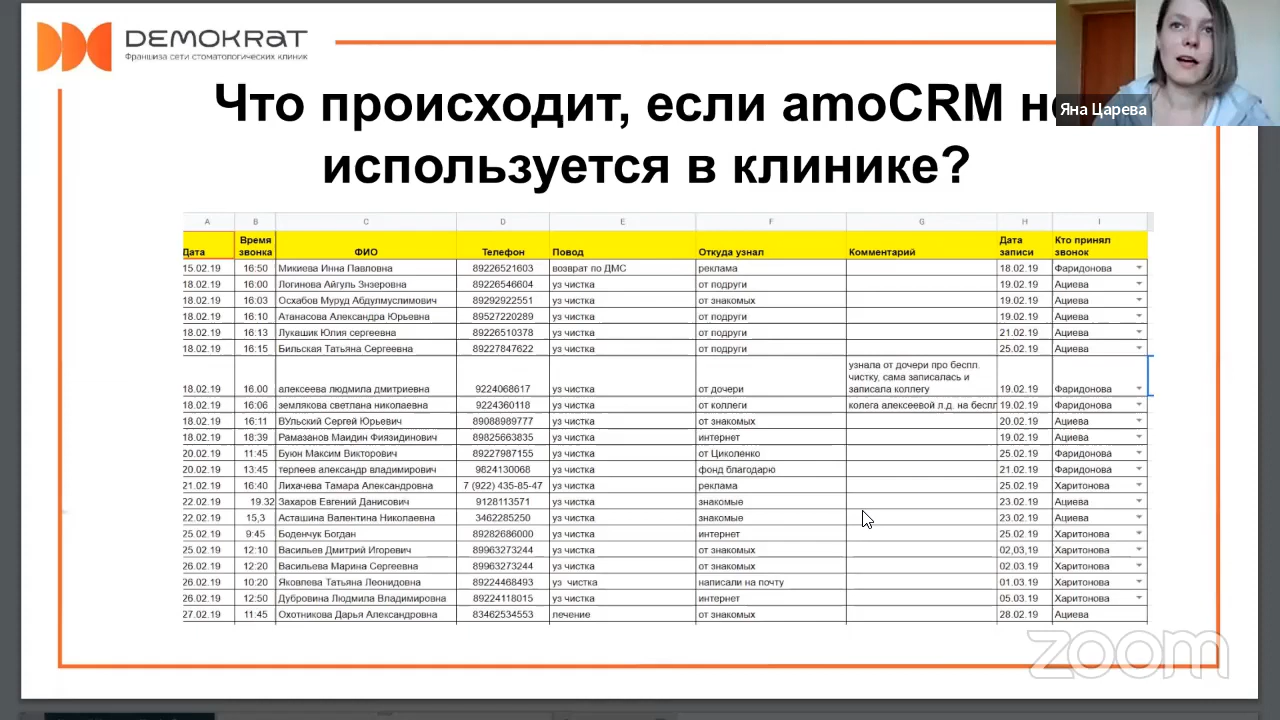 DEMOKRAT
Франшиза сети стоматологических клиник
Яна Царева
Что происходит, если amoCRM не
используется в клинике?
A B C D E F G H I
Дата Время звонка ФИО Телефон Повод Откуда узнал Комментарий Дата записи Кто принял звонок
15.02.19 16:50 Микиева Инна Павловна 89226521603 возврат по ДМС реклама 18.02.19 Фаридонова
18.02.19 16:00 Логинова Айгуль Знзеровна 89226546604 уз чистка от подруги 19.02.19 Ациева
18.02.19 16:03 Осхабов Муруд Абдулмуслимович 89292922551 уз чистка от знакомых 19.02.19 Ациева
18.02.19 16:10 Атанасова Александра Юрьевна 89527220289 уз чистка от подруги 19.02.19 Ациева
18.02.19 16:13 Лукашик Юлия сергеевна 89226510378 уз чистка от подруги 21.02.19 Ациева
18.02.19 16:15 Бильская Татьяна Сергеевна 89227847622 уз чистка от подруги 25.02.19 Ациева
18.02.19 16.00 алексеева людмила дмитриевна 9224068617 уз чистка от дочери узнала от дочери про беспл. чистку, сама записалась и записала коллегу 19.02.19 Фаридонова
18.02.19 16:06 землякова светлана николаевна 9224360118 уз чистка от коллеги колега алексеевой л.д. на беспл 19.02.19 Фаридонова
18.02.19 16:11 ВУльский Сергей Юрьевич 89088989777 уз чистка от знакомых 20.02.19 Ациева
18.02.19 18:39 Рамазанов Маидин Фиязидинович 89825663835 уз чистка интернет 19.02.19 Ациева
20.02.19 11:45 Буюн Максим Викторович 89227987155 уз чистка от Циколенко 25.02.19 Фаридонова
20.02.19 13:45 терлеев александр владимирович 9824130068 уз чистка фонд благодарю 21.02.19 Фаридонова
21.02.19 16:40 Лихачева Тамара Александровна 7 (922) 435-85-47 уз чистка реклама 25.02.19 Харитонова
22.02.19 19.32 Захаров Евгений Данисович 9128113571 уз чистка знакомые 23.02.19 Ациева
22.02.19 15,3 Асташина Валентина Николаевна 3462285250 уз чистка знакомые 23.02.19 Ациева
25.02.19 9:45 Боденчук Богдан 89282686000 уз чистка интернет 25.02.19 Харитонова
25.02.19 12:10 Васильев Дмитрий Игоревич 89963273244 уз чистка от знакомых 02,03,19 Харитонова
26.02.19 12:20 Васильева Марина Сергеевна 89963273244 уз чистка от знакомых 02.03.19 Харитонова
26.02.19 10:20 Яковлева Татьяна Леонидовна 89224468493 уз чистка написали на почту 01.03.19 Харитонова
26.02.19 12:50 Дубровина Людмила Владимировна 89224118015 уз чистка интернет 05.03.19 Харитонова
27.02.19 11:45 Охотникова Дарья Александровна 83462534553 лечение от знакомых 28.02.19 Ациева
zoom